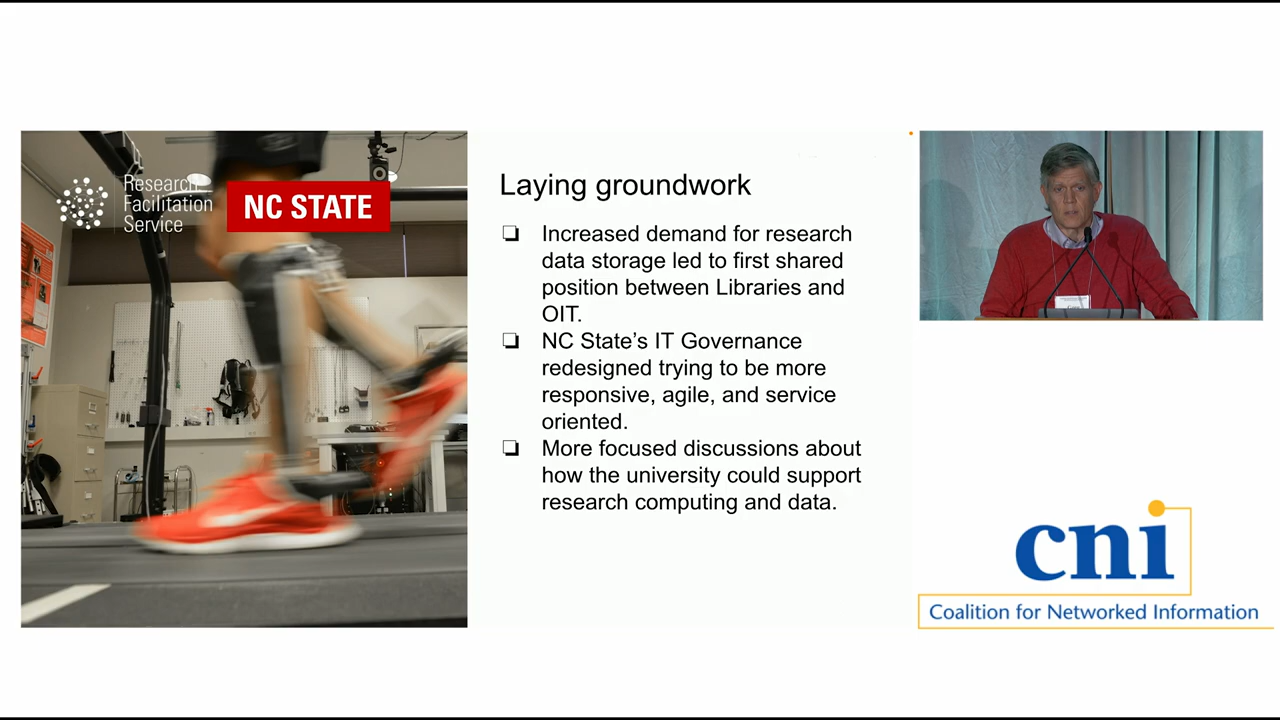 Research
Facilitation
Service
NC STATE
Laying groundwork
Increased demand for research
data storage led to first shared
position between Libraries and
OIT.
NC State's IT Governance
redesigned trying to be more
responsive, agile, and service
oriented.
More focused discussions about
how the university could support
research computing and data.
cni
Coalition for Networked Information